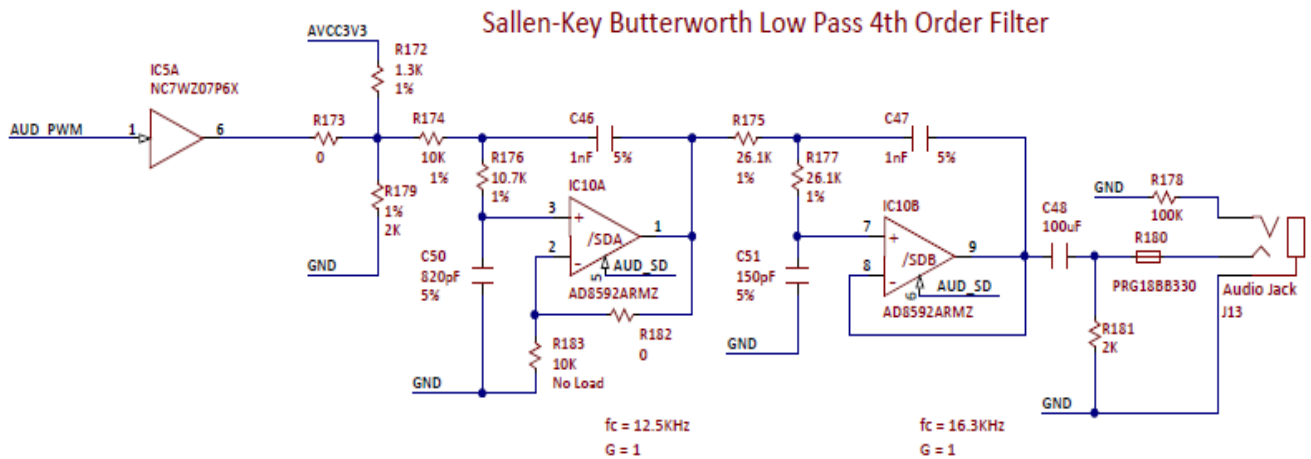 Sallen-Key Butterworth Low Pass 4th Order Filter
AVCC3V3
R172
1.3K
1%
IC5A
NC7WZ07P6X
AUD_PWM
1
6
R173
0
R174
10K
1%
C46
1nF
5%
R175
26.1K
1%
C47
1nF
5%
R176
10.7K
1%
R177
26.1K
1%
R179
1%
2K
GND
IC10A
3
+
/SDA
1
2
-
5
AUD_SD
AD8592ARMZ
C50
820pF
5%
R182
0
R183
10K
No Load
GND
IC10B
7
+
/SDB
9
8
-
6
AUD_SD
AD8592ARMZ
C51
150pF
5%
GND
C48
100uF
GND
R178
100K
R180
PRG18BB330
Audio Jack
J13
R181
2K
GND
fc = 12.5KHz
G = 1
fc = 16.3KHz
G = 1